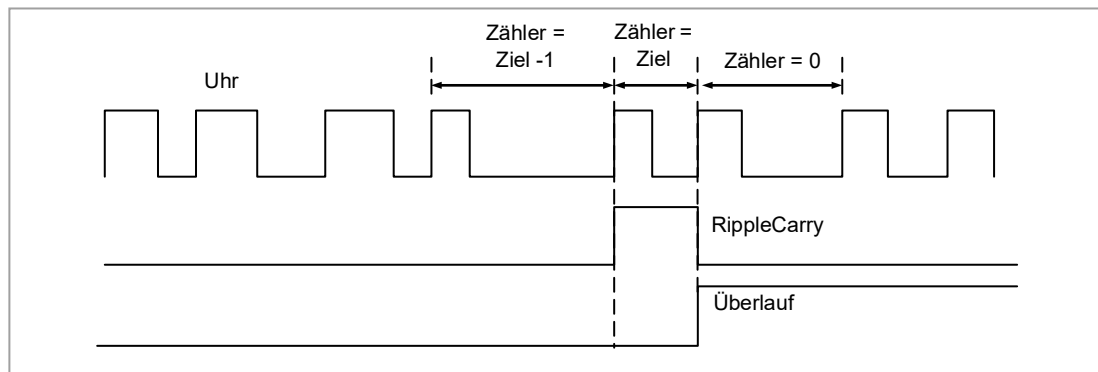 Zähler =
Ziel -1
Zähler =
Ziel
Zähler = 0
Uhr
RippleCarry
Überlauf